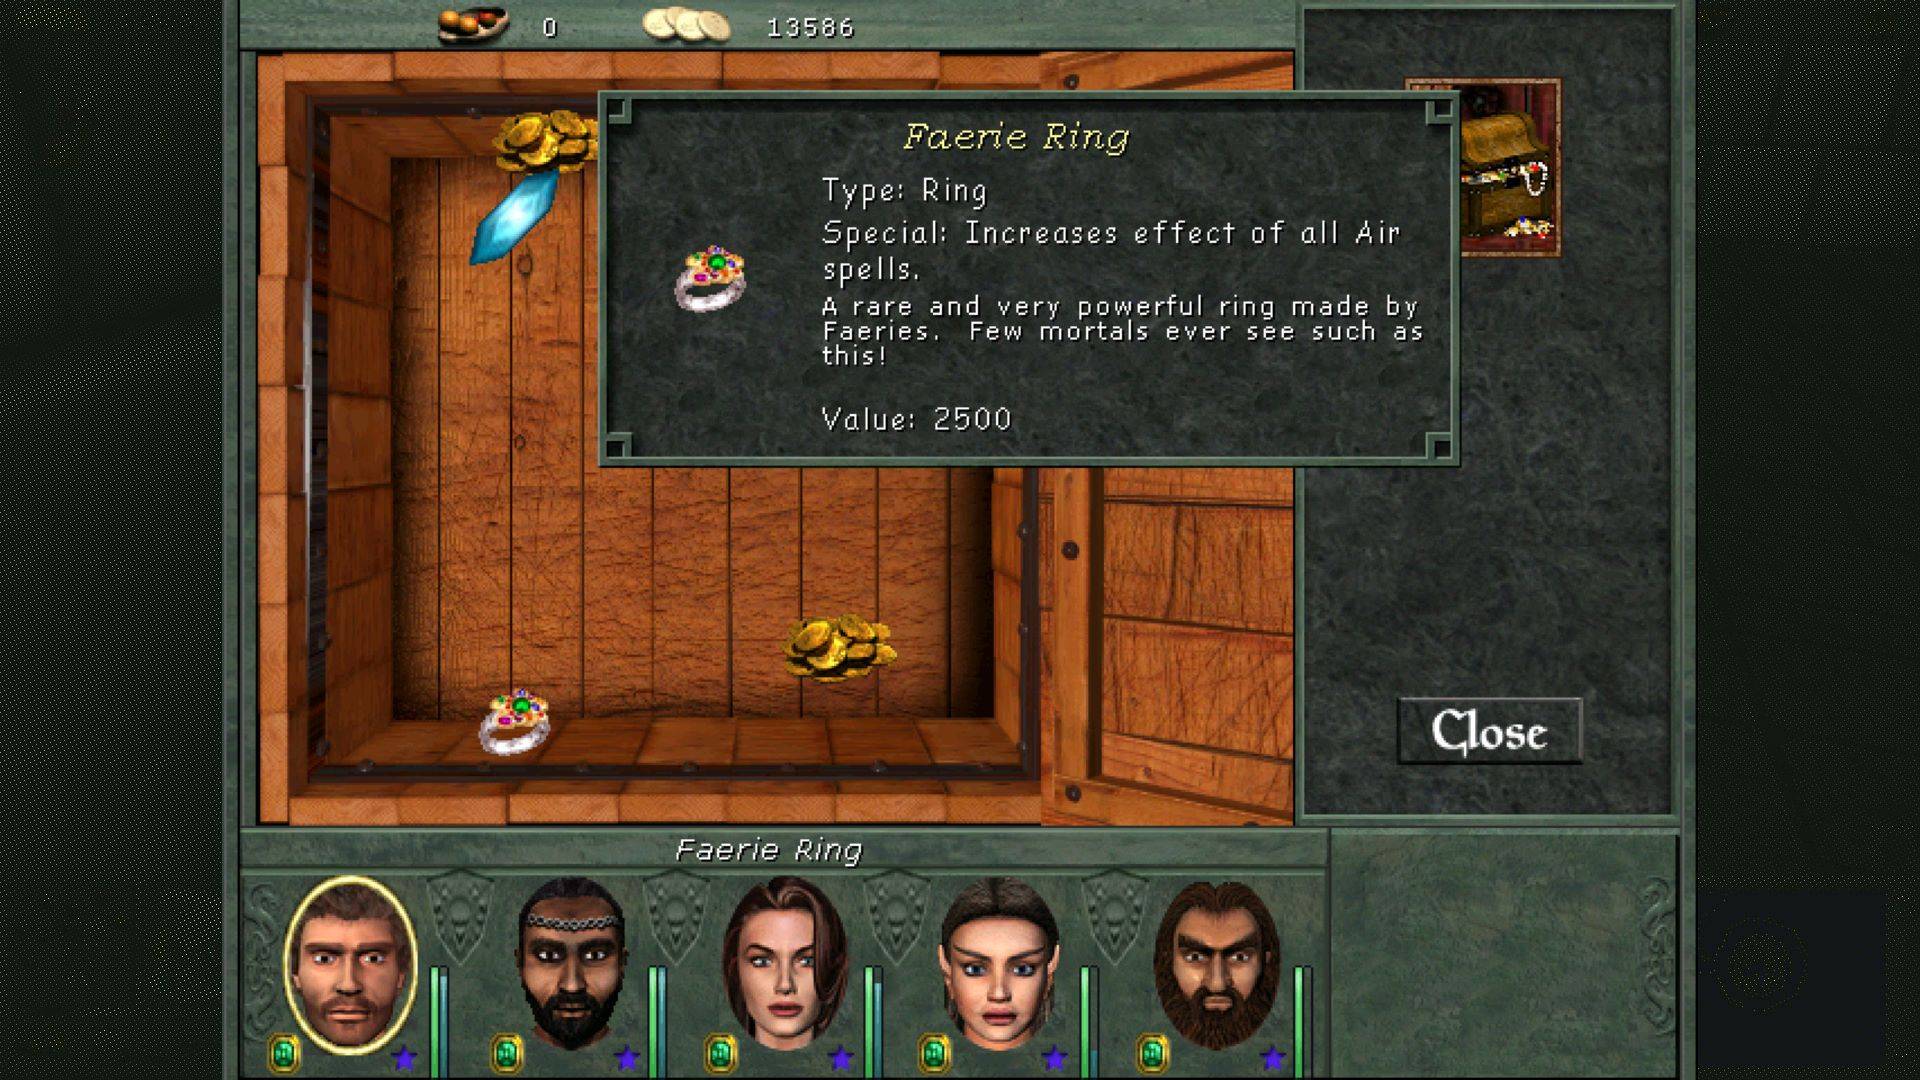 0 13586
Faerie Ring
Type: Ring
Special: Increases effect of all Air
spells.
A rare and very powerful ring made by
Faeries. Few mortals ever see such as
this!
Value: 2500
Close
Faerie Ring